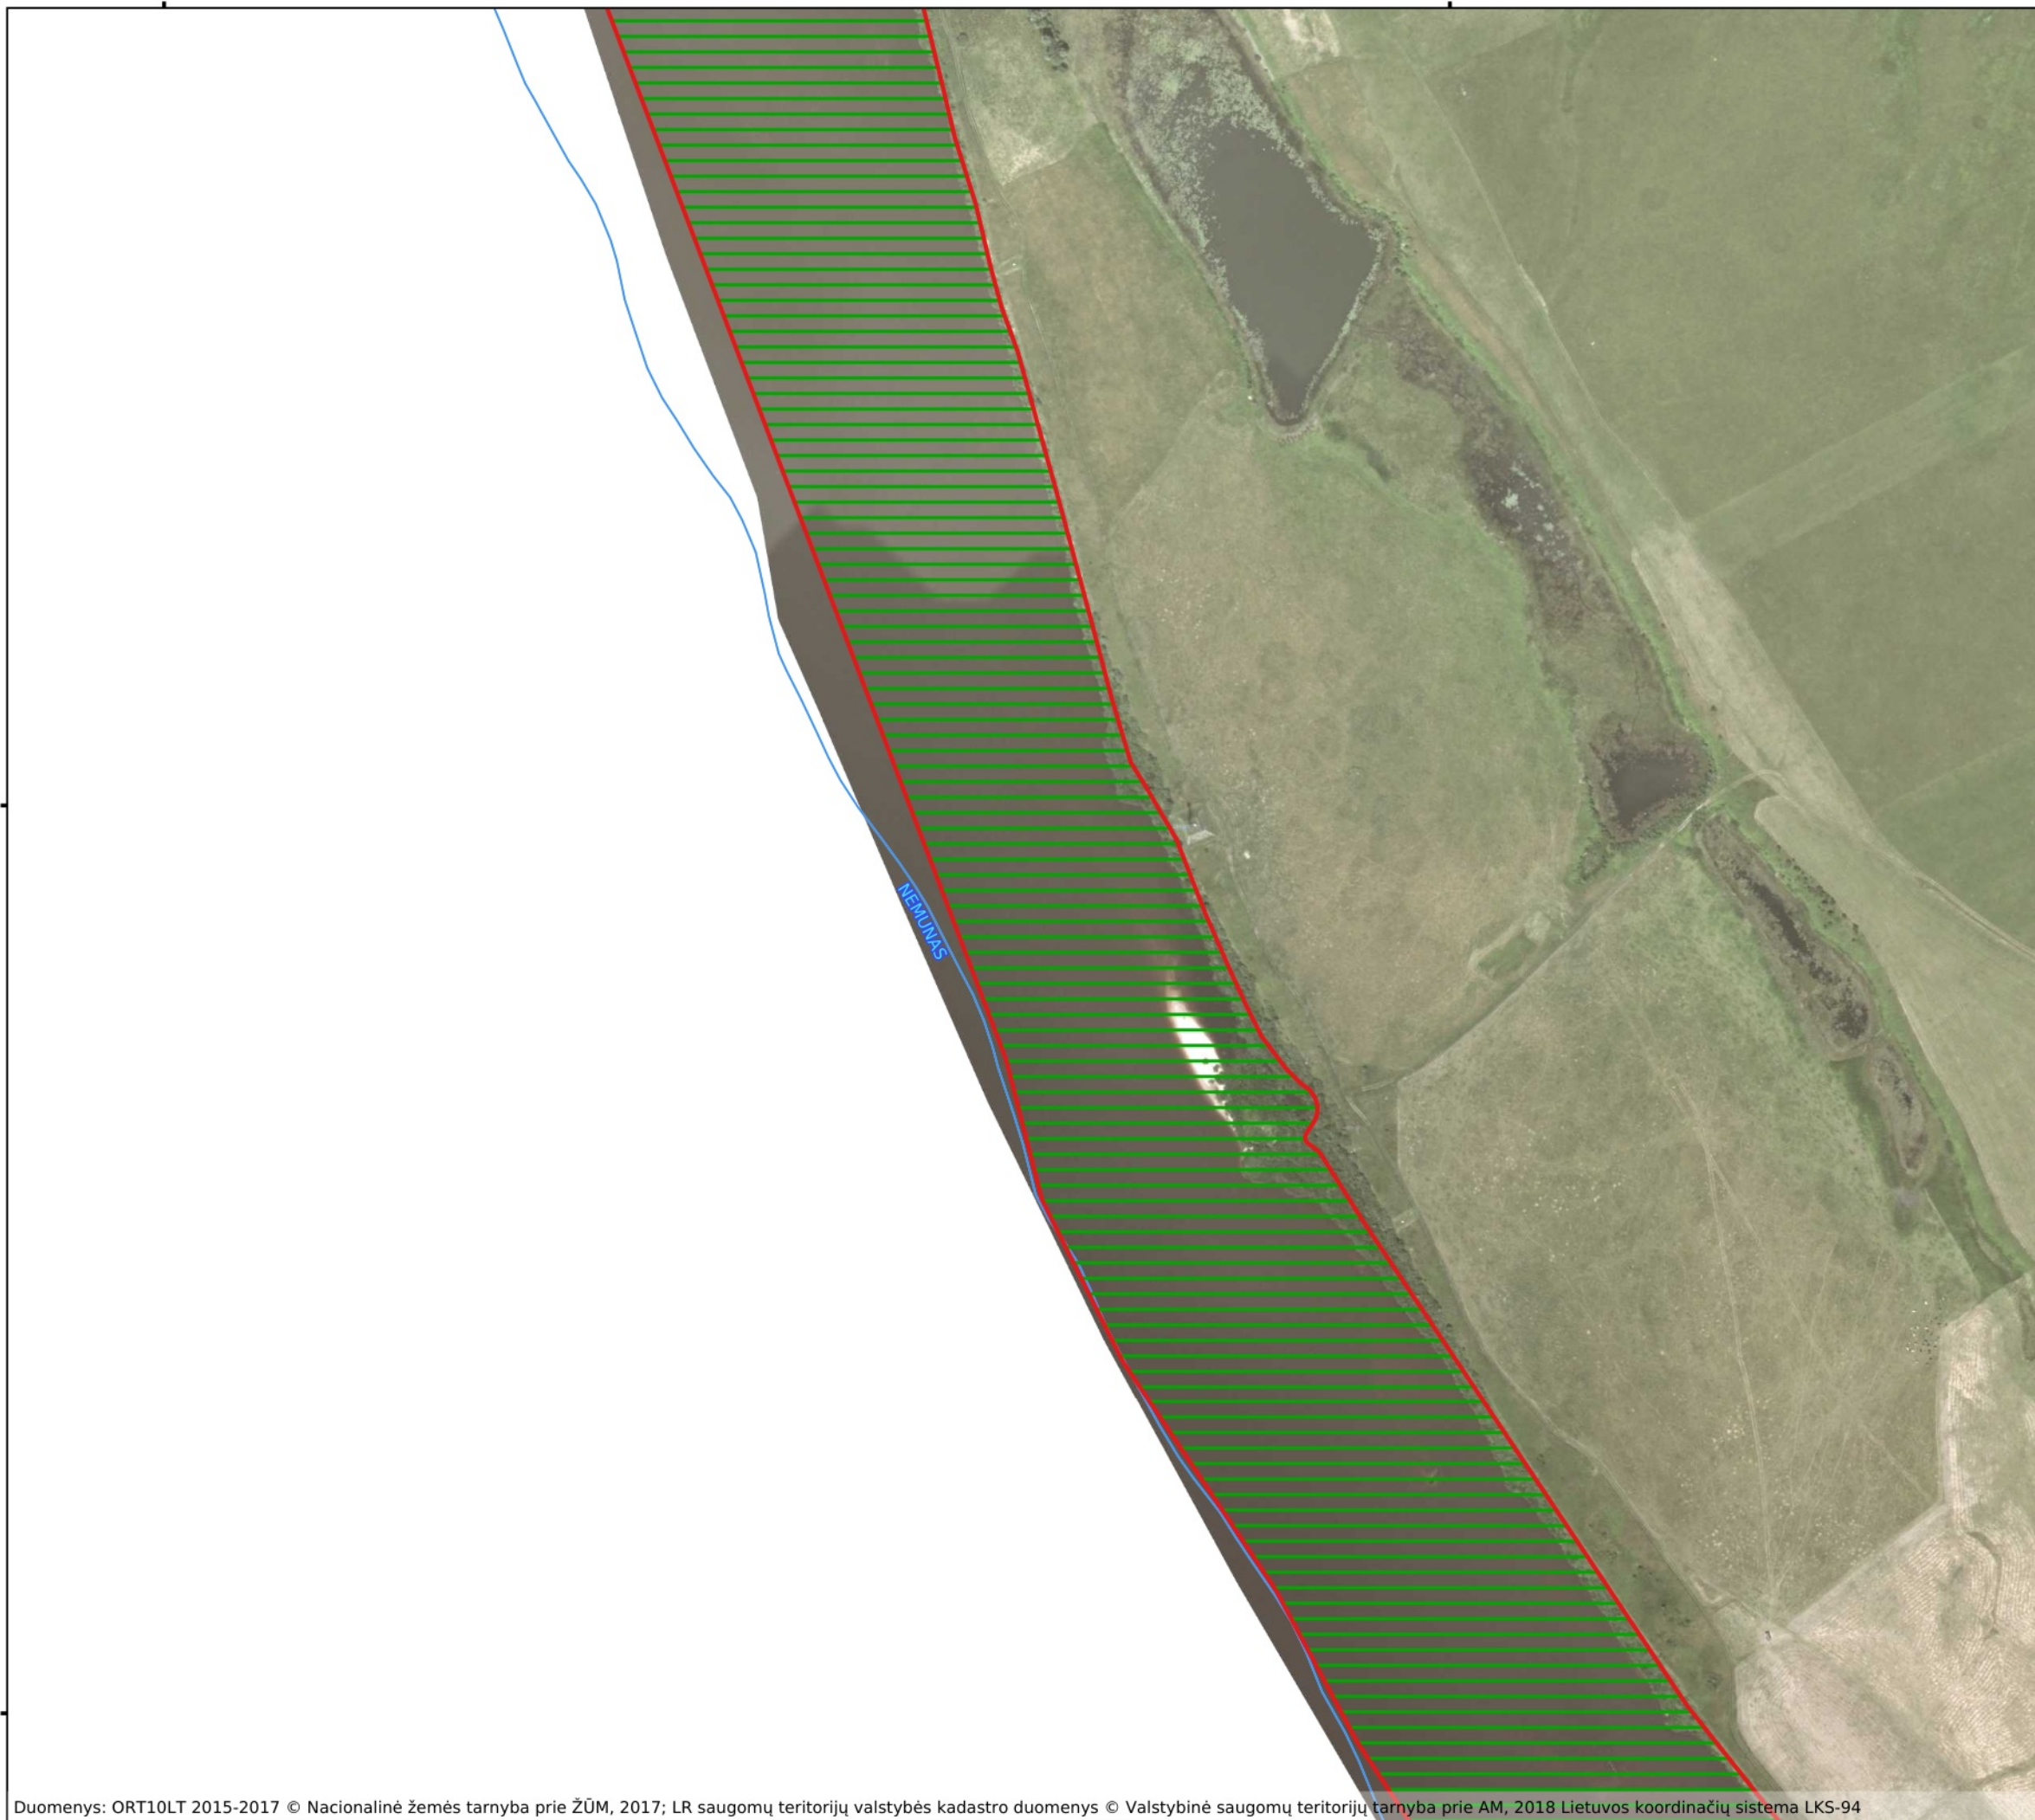 NEMUNAS
Duomenys: ORT10LT 2015-2017 © Nacionalinė žemės tarnyba prie ŽŪM, 2017; LR saugomų teritorijų valstybės kadastro duomenys © Valstybinė saugomų teritorijų tarnyba prie AM, 2018 Lietuvos koordinačių sistema LKS-94